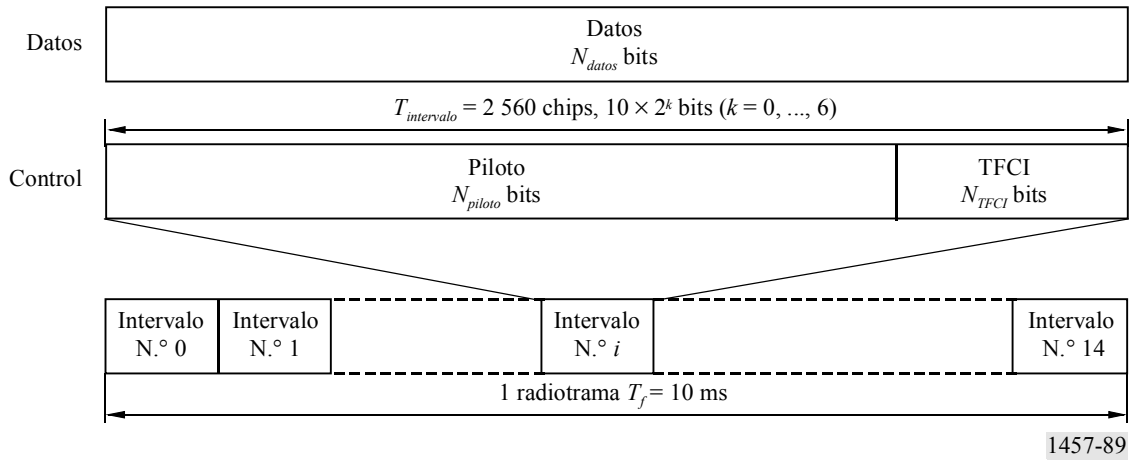 Datos
Datos
N_datos bits
T_intervalo = 2 560 chips, 10 × 2^k bits (k = 0, ..., 6)
Control
Piloto
N_piloto bits
TFCI
N_TFCI bits
Intervalo
N.° 0
Intervalo
N.° 1
Intervalo
N.° i
Intervalo
N.° 14
1 radiotrama T_f = 10 ms
1457-89